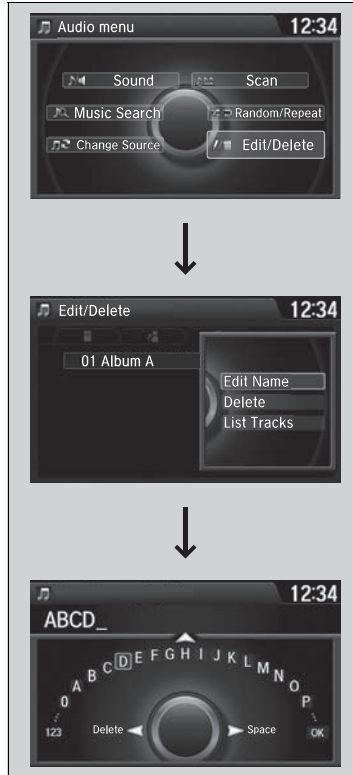 Audio menu 12:34
Sound Scan
Music Search Random/Repeat
Change Source Edit/Delete
Edit/Delete 12:34
01 Album A
Edit Name
Delete
List Tracks
12:34
ABCD_
0 A B C D E F G H I J K L M N O P
123 Delete Space OK